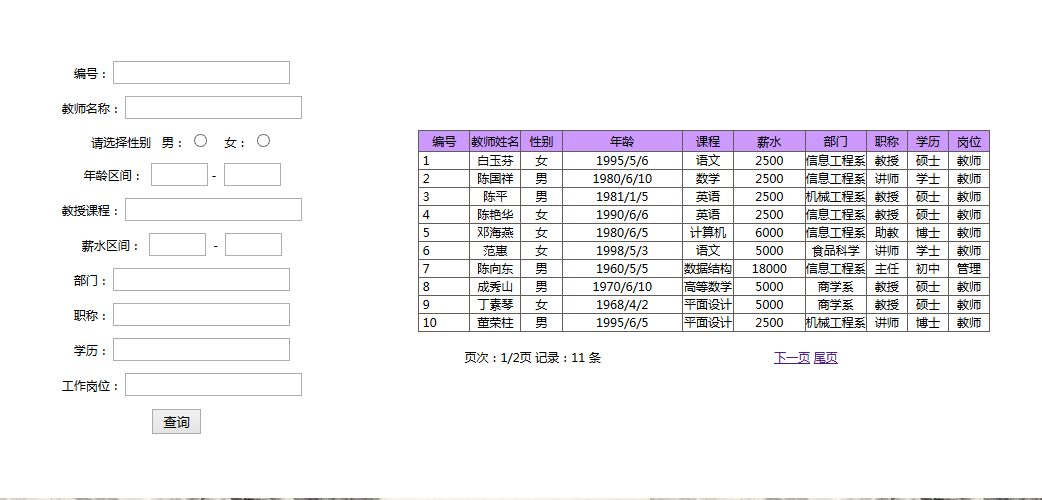 编号：
教师名称：
请选择性别 男： 女：
年龄区间： -
教授课程：
薪水区间： -
部门：
职称：
学历：
工作岗位：
查询
编号 教师姓名 性别 年龄 课程 薪水 部门 职称 学历 岗位
1 白玉芬 女 1995/5/6 语文 2500 信息工程系 教授 硕士 教师
2 陈国祥 男 1980/6/10 数学 2500 信息工程系 讲师 学士 教师
3 陈平 男 1981/1/5 英语 2500 机械工程系 教授 硕士 教师
4 陈艳华 女 1990/6/6 英语 2500 信息工程系 教授 硕士 教师
5 邓海燕 女 1980/6/5 计算机 6000 信息工程系 助教 博士 教师
6 范惠 女 1998/5/3 语文 5000 食品科学 讲师 学士 教师
7 陈向东 男 1960/5/5 数据结构 18000 信息工程系 主任 初中 管理
8 成秀山 男 1970/6/10 高等数学 5000 商学系 教授 硕士 教师
9 丁素琴 女 1968/4/2 平面设计 5000 商学系 教授 硕士 教师
10 董荣柱 男 1995/6/5 平面设计 2500 机械工程系 讲师 博士 教师
页次：1/2页 记录：11 条 下一页 尾页